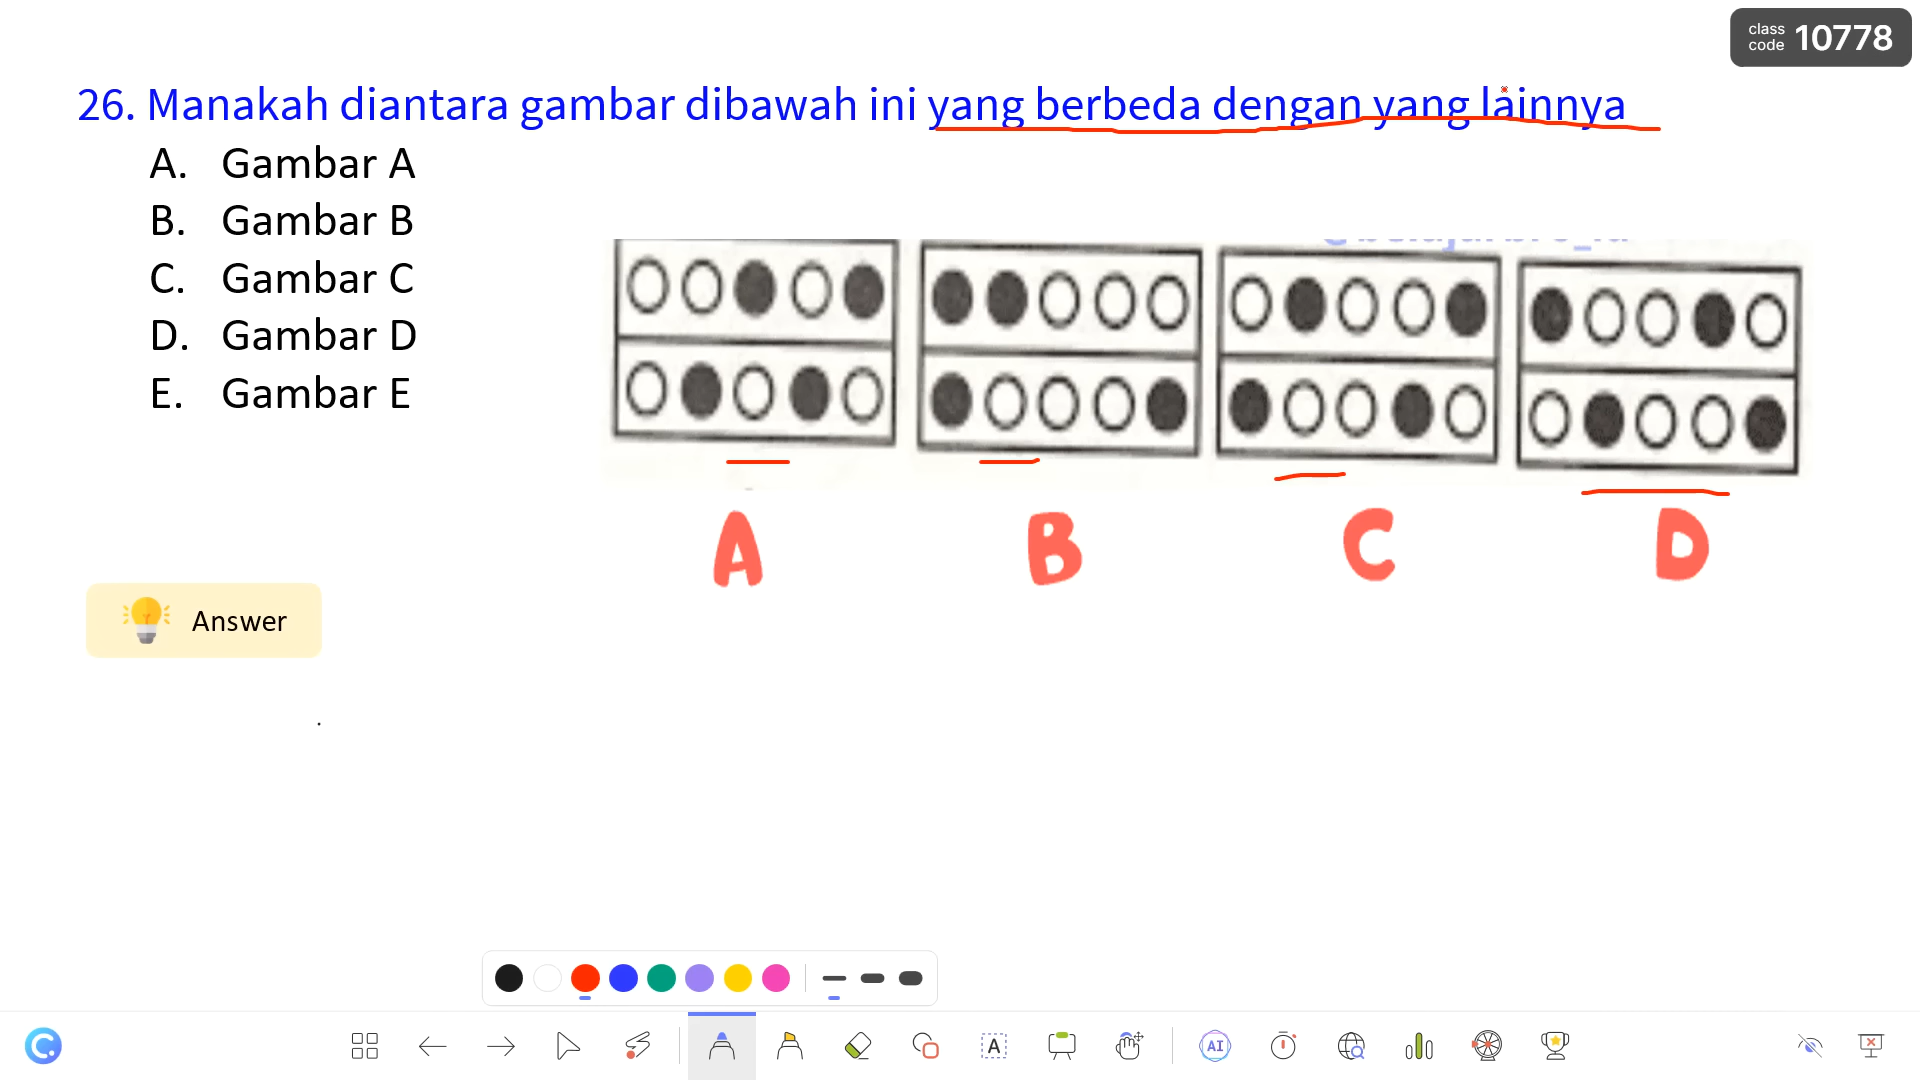 class
code 10778
26. Manakah diantara gambar dibawah ini yang berbeda dengan yang lainnya
A. Gambar A
B. Gambar B
C. Gambar C
D. Gambar D
E. Gambar E
A B C D
Answer
A
AI